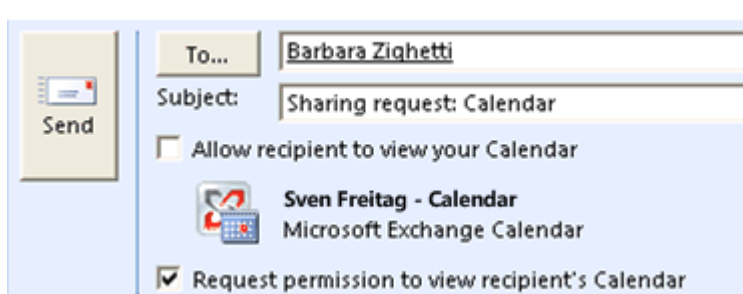 To...
Barbara Zighetti
Subject:
Sharing request: Calendar
Send
Allow recipient to view your Calendar
Sven Freitag - Calendar
Microsoft Exchange Calendar
Request permission to view recipient's Calendar